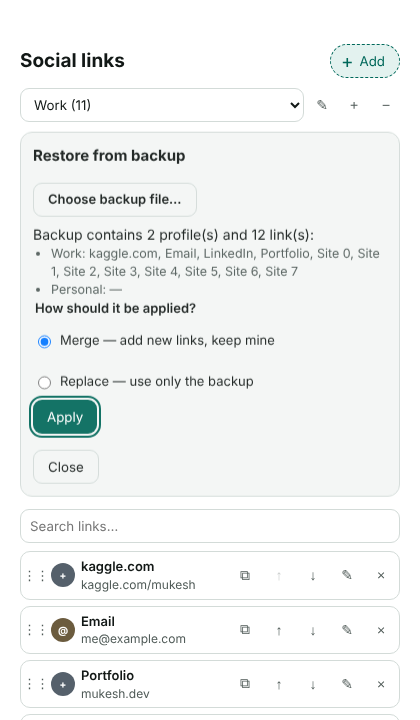 Social links
+ Add
Work (11)
Restore from backup
Choose backup file...
Backup contains 2 profile(s) and 12 link(s):
• Work: kaggle.com, Email, LinkedIn, Portfolio, Site 0, Site
1, Site 2, Site 3, Site 4, Site 5, Site 6, Site 7
• Personal: —
How should it be applied?
Merge — add new links, keep mine
Replace — use only the backup
Apply
Close
Search links...
kaggle.com
kaggle.com/mukesh
@
Email
me@example.com
Portfolio
mukesh.dev